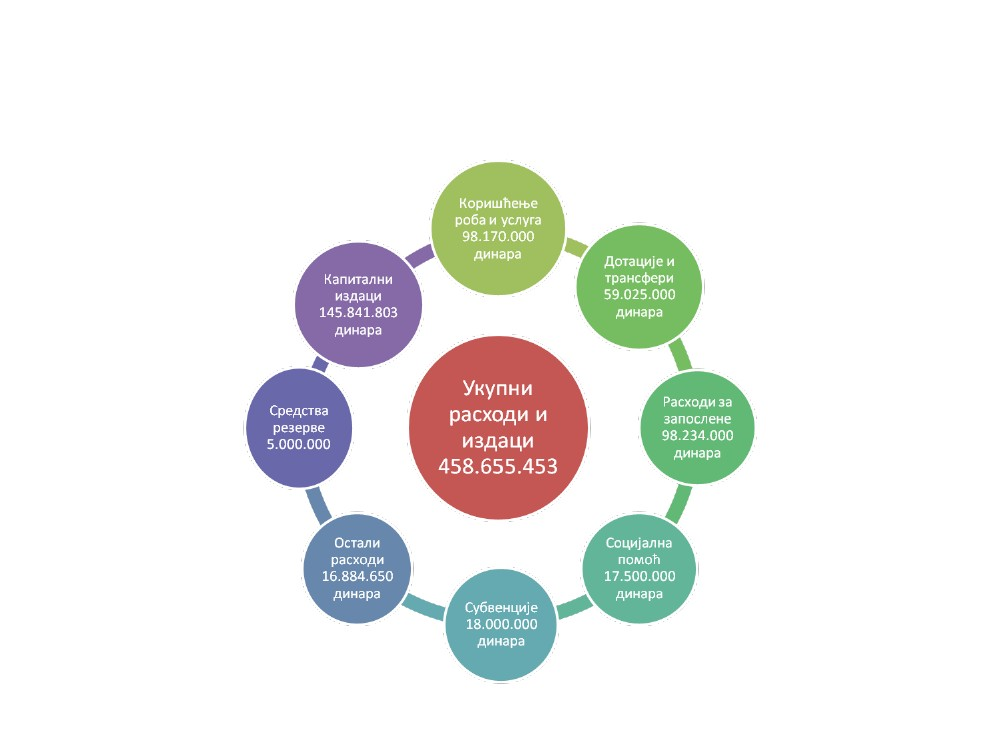 Коришћење
роба и услуга
98.170.000
динара
Дотације и
трансфери
59.025.000
динара
Расходи за
запослене
98.234.000
динара
Социјална
помоћ
17.500.000
динара
Субвенције
18.000.000
динара
Остали
расходи
16.884.650
динара
Средства
резерве
5.000.000
Капитални
издаци
145.841.803
динара
Укупни
расходи и
издаци
458.655.453